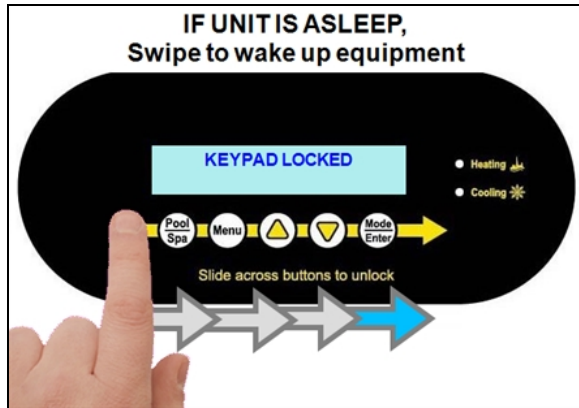 IF UNIT IS ASLEEP,
Swipe to wake up equipment
KEYPAD LOCKED
Heating
Cooling
Pool
Spa
Menu
Mode
Enter
Slide across buttons to unlock